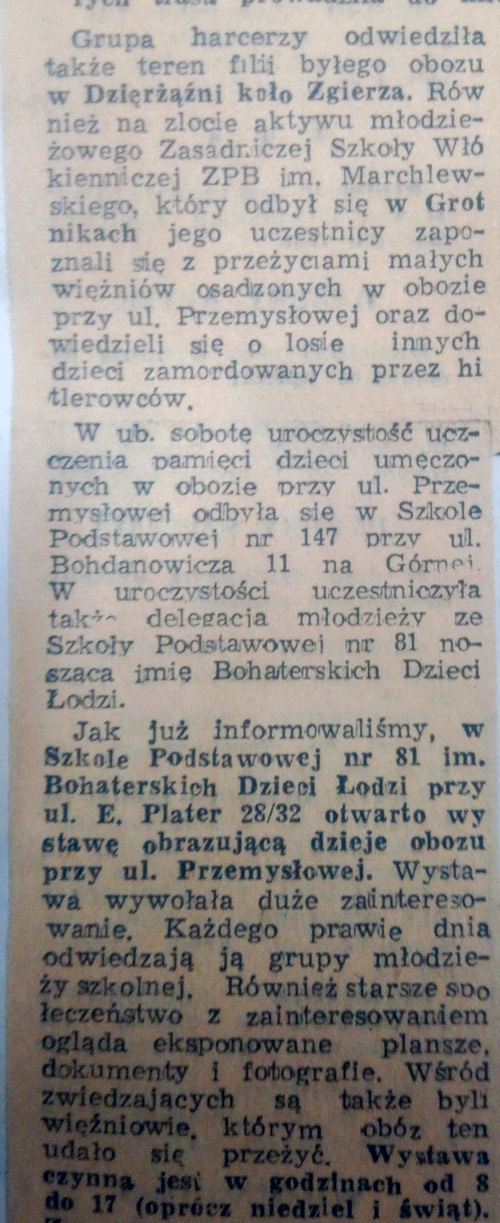 trasa prowadziła do
Grupa harcerzy odwiedziła
także teren filii byłego obozu
w Dzierżąźni koło Zgierza. Rów
nież na zlocie aktywu młodzie-
żowego Zasadniczej Szkoły Włó
kienniczej ZPB im. Marchlew-
skiego, który odbył się w Grot
nikach jego uczestnicy zapo-
znali się z przeżyciami małych
więźniów osadzonych w obozie
przy ul. Przemysłowej oraz do-
wiedzieli się o losie innych
dzieci zamordowanych przez hi
tlerowców.
W ub. sobotę uroczystość ucz-
czenia pamięci dzieci umęczo-
nych w obozie przy ul. Prze-
mysłowej odbyła się w Szkole
Podstawowej nr 147 przy ul.
Bohdanowicza 11 na Górnej.
W uroczystości uczestniczyła
także delegacja młodzieży ze
Szkoły Podstawowej nr 81 no-
sząca imię Bohaterskich Dzieci
Łodzi.
Jak już informowaliśmy, w
Szkole Podstawowej nr 81 im.
Bohaterskich Dzieci Łodzi przy
ul. E. Plater 28/32 otwarto wy
stawę obrazującą dzieje obozu
przy ul. Przemysłowej. Wysta-
wa wywołała duże zaintereso-
wanie. Każdego prawie dnia
odwiedzają ją grupy młodzie-
ży szkolnej. Również starsze spo
łeczeństwo z zainteresowaniem
ogląda eksponowane plansze,
dokumenty i fotografie. Wśród
zwiedzających są także byli
więźniowie, którym obóz ten
udało się przeżyć. Wystawa
czynna jest w godzinach od 8
do 17 (oprócz niedziel i świąt).